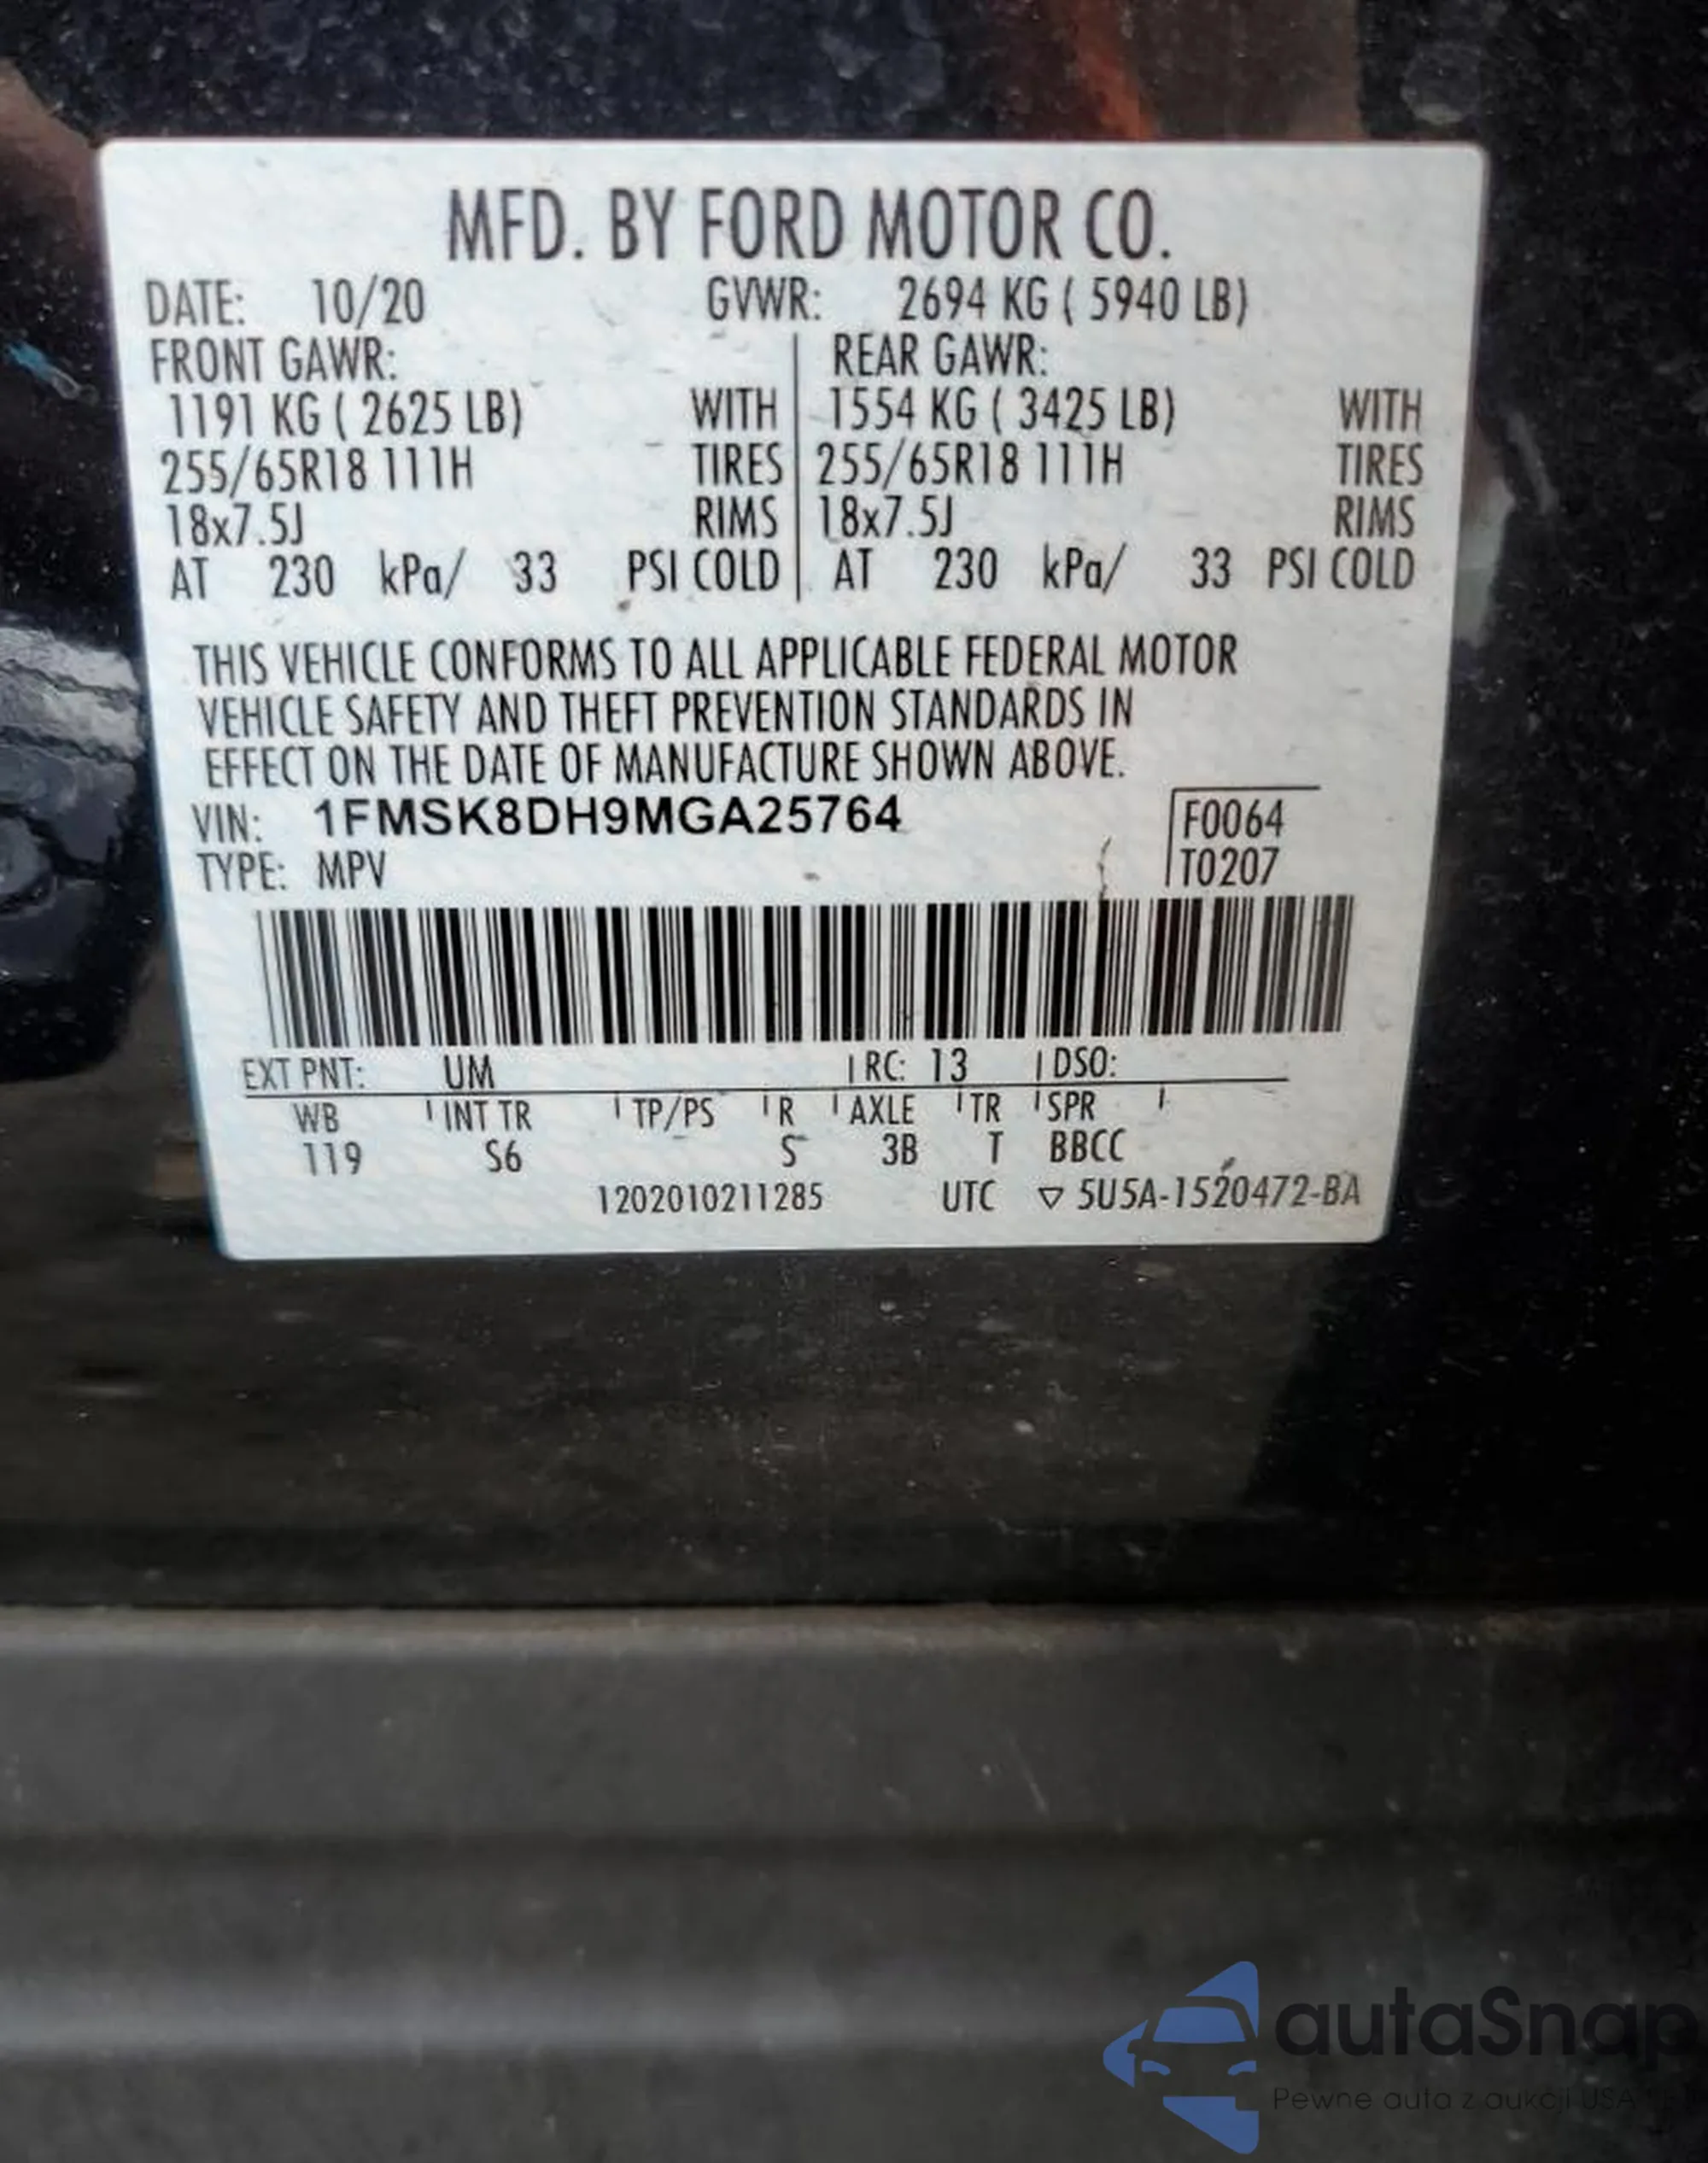 MFD. BY FORD MOTOR CO.
DATE: 10/20 GVWR: 2694 KG ( 5940 LB)
FRONT GAWR: REAR GAWR:
1191 KG ( 2625 LB) WITH 1554 KG ( 3425 LB) WITH
255/65R18 111H TIRES 255/65R18 111H TIRES
18x7.5J RIMS 18x7.5J RIMS
AT 230 kPa/ 33 PSI COLD AT 230 kPa/ 33 PSI COLD
THIS VEHICLE CONFORMS TO ALL APPLICABLE FEDERAL MOTOR
VEHICLE SAFETY AND THEFT PREVENTION STANDARDS IN
EFFECT ON THE DATE OF MANUFACTURE SHOWN ABOVE.
VIN: 1FMSK8DH9MGA25764 F0064
TYPE: MPV T0207
EXT PNT: UM RC: 13 DSO:
WB INT TR TP/PS R AXLE TR SPR
119 S6 S 3B T BBCC
1202010211285 UTC ▽ 5U5A-1520472-BA
autaSnap
Pewne auta z aukcji USA